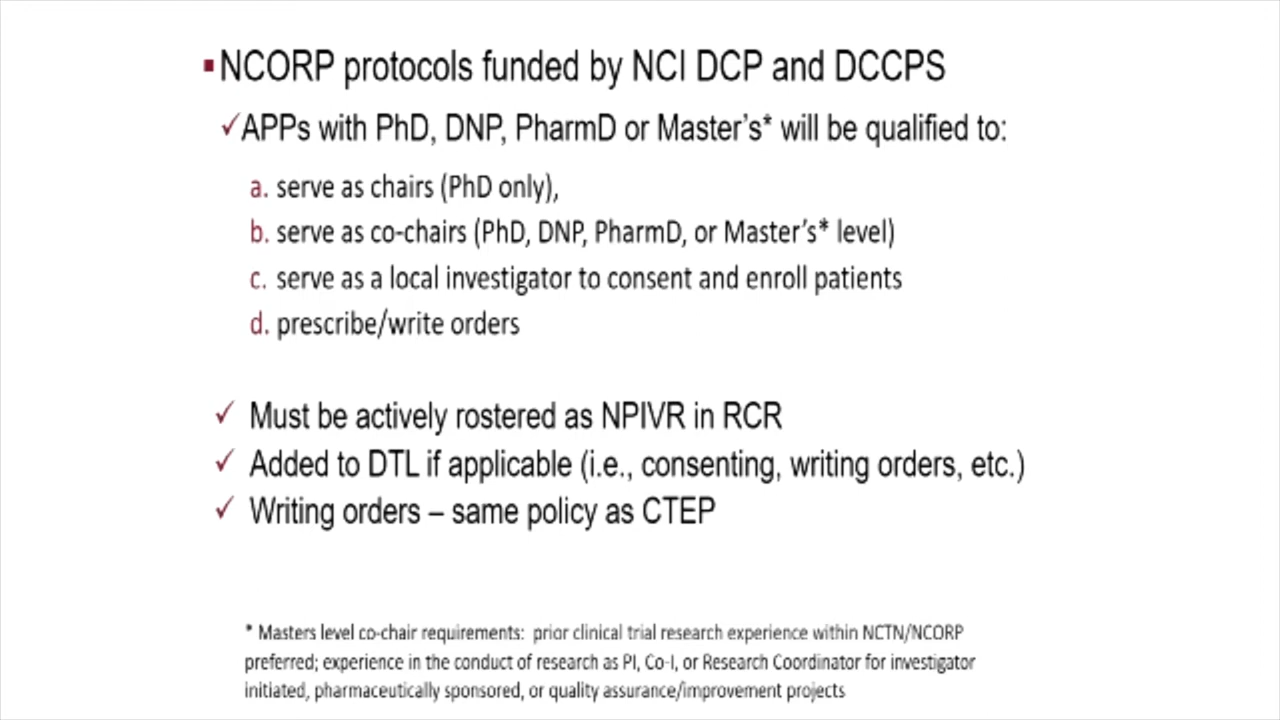 ▪NCORP protocols funded by NCI DCP and DCCPS
✓APPs with PhD, DNP, PharmD or Master’s* will be qualified to:
a. serve as chairs (PhD only),
b. serve as co-chairs (PhD, DNP, PharmD, or Master’s* level)
c. serve as a local investigator to consent and enroll patients
d. prescribe/write orders
✓ Must be actively rostered as NPIVR in RCR
✓ Added to DTL if applicable (i.e., consenting, writing orders, etc.)
✓ Writing orders – same policy as CTEP
* Masters level co-chair requirements: prior clinical trial research experience within NCTN/NCORP
preferred; experience in the conduct of research as PI, Co-I, or Research Coordinator for investigator
initiated, pharmaceutically sponsored, or quality assurance/improvement projects